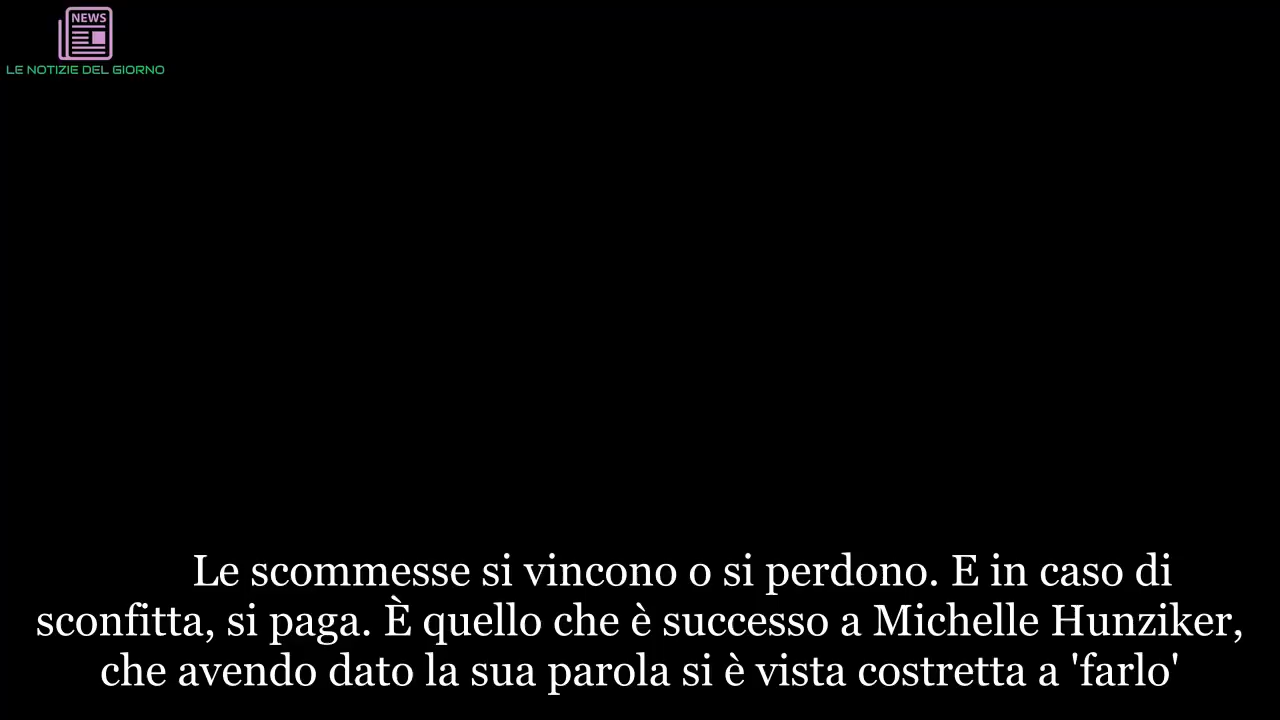 NEWS
LE NOTIZIE DEL GIORNO
Le scommesse si vincono o si perdono. E in caso di
sconfitta, si paga. È quello che è successo a Michelle Hunziker,
che avendo dato la sua parola si è vista costretta a 'farlo'